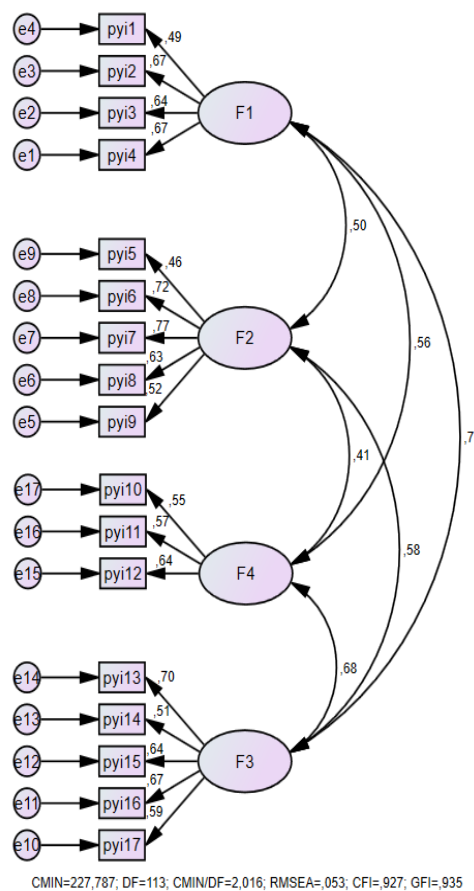 e4 pyi1 ,49
e3 pyi2 ,67
e2 pyi3 ,64 F1
e1 pyi4 ,67
,50
e9 pyi5 ,46
e8 pyi6 ,72
e7 pyi7 ,77 F2
e6 pyi8 ,63
e5 pyi9 ,52
,56
,7
,41
e17 pyi10 ,55
e16 pyi11 ,57
e15 pyi12 ,64 F4
,58
,68
e14 pyi13 ,70
e13 pyi14 ,51
e12 pyi15 ,64 F3
e11 pyi16 ,67
e10 pyi17 ,59
CMIN=227,787; DF=113; CMIN/DF=2,016; RMSEA=,053; CFI=,927; GFI=,935